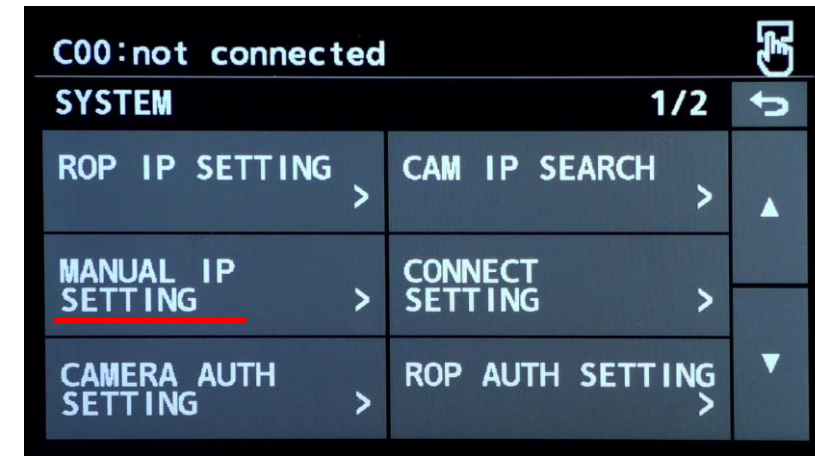 C00:not connected
SYSTEM 1/2
ROP IP SETTING >
CAM IP SEARCH >
MANUAL IP
SETTING >
CONNECT
SETTING >
CAMERA AUTH
SETTING >
ROP AUTH SETTING
>